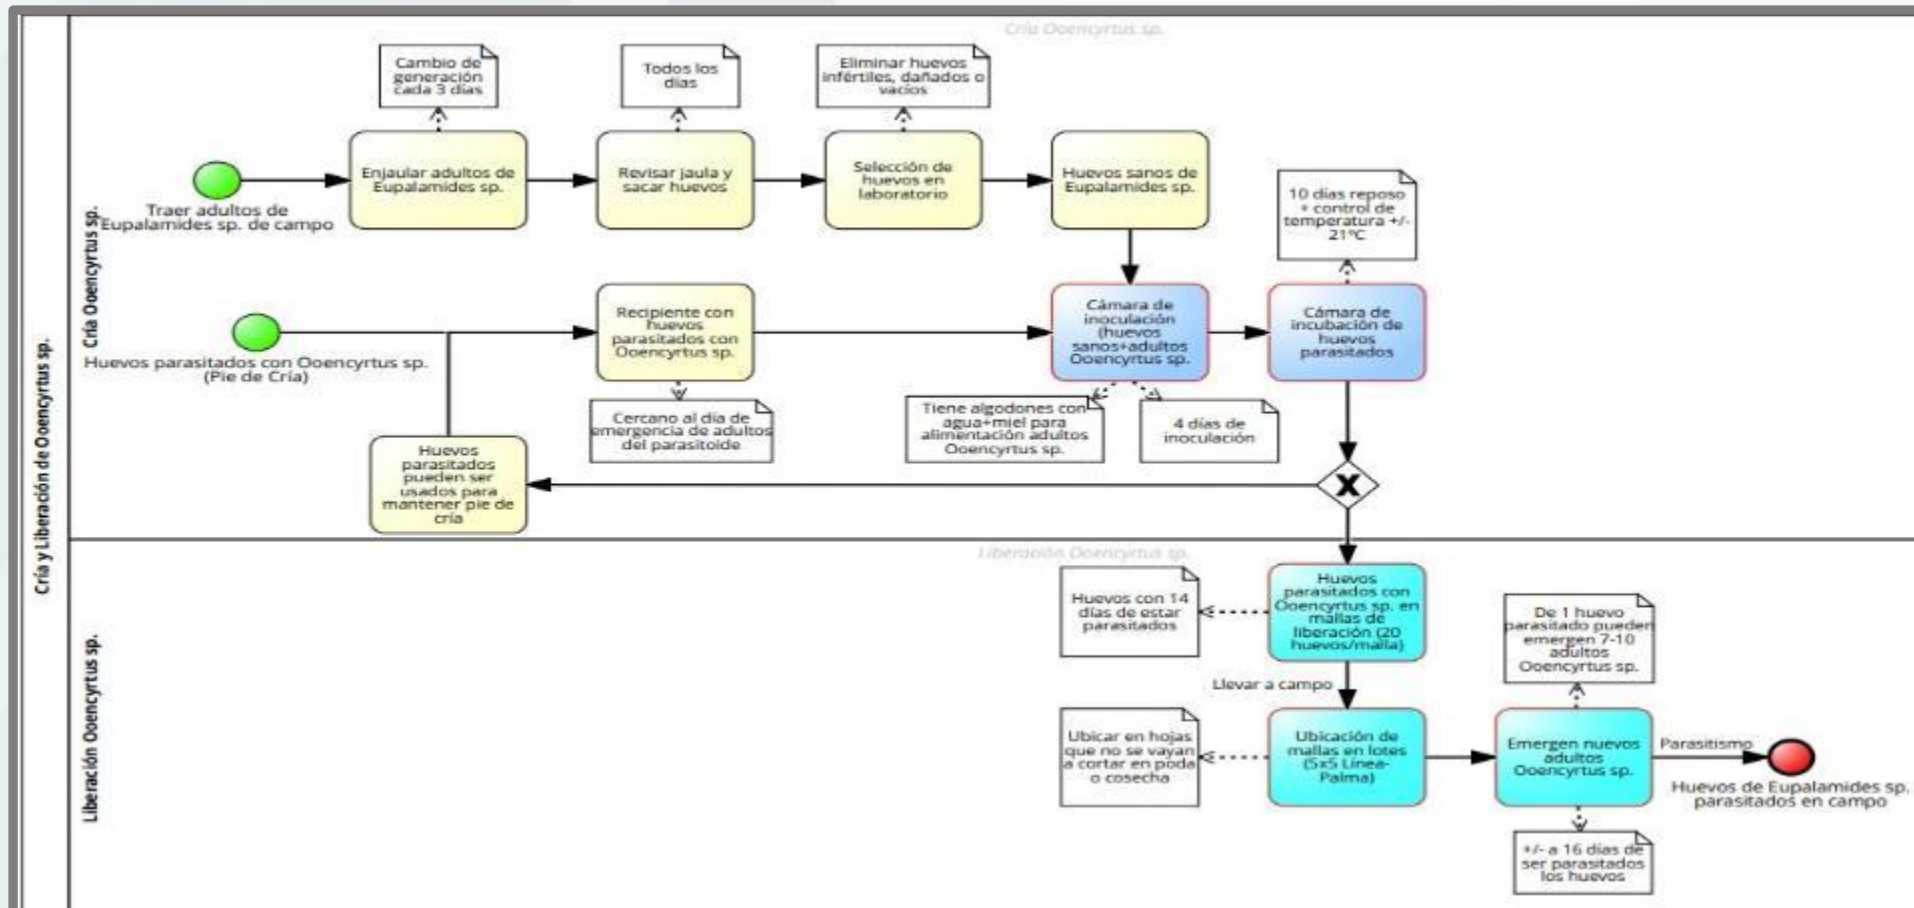 Cría y Liberación de Ooencyrtus sp.
Cría Ooencyrtus sp.
Cría Ooencyrtus sp.
Cambio de
generación
cada 3 días
Todos los
días
Eliminar huevos
infértiles, dañados o
vacíos
Traer adultos de
Eupalamides sp. de campo
Enjaular adultos de
Eupalamides sp.
Revisar jaula y
sacar huevos
Selección de
huevos en
laboratorio
Huevos sanos de
Eupalamides sp.
10 días reposo
+ control de
temperatura +/-
21°C
Huevos parasitados con Ooencyrtus sp.
(Pie de Cría)
Recipiente con
huevos
parasitados con
Ooencyrtus sp.
Cámara de
inoculación
(huevos
sanos+adultos
Ooencyrtus sp.
Cámara de
incubación de
huevos
parasitados
Cercano al día de
emergencia de adultos
del parasitoide
Tiene algodones con
agua+miel para
alimentación adultos
Ooencyrtus sp.
4 días de
inoculación
Huevos
parasitados
pueden ser
usados para
mantener pie de
cría
X
Liberación Ooencyrtus sp.
Liberación Ooencyrtus sp.
Huevos con 14
días de estar
parasitados
Huevos
parasitados con
Ooencyrtus sp. en
mallas de
liberación (20
huevos/malla)
De 1 huevo
parasitado pueden
emergen 7-10
adultos
Ooencyrtus sp.
Llevar a campo
Ubicar en hojas
que no se vayan
a cortar en poda
o cosecha
Ubicación de
mallas en lotes
(5x5 Línea-
Palma)
Emergen nuevos
adultos
Ooencyrtus sp.
Parasitismo
Huevos de Eupalamides sp.
parasitados en campo
+/- a 16 días de
ser parasitados
los huevos